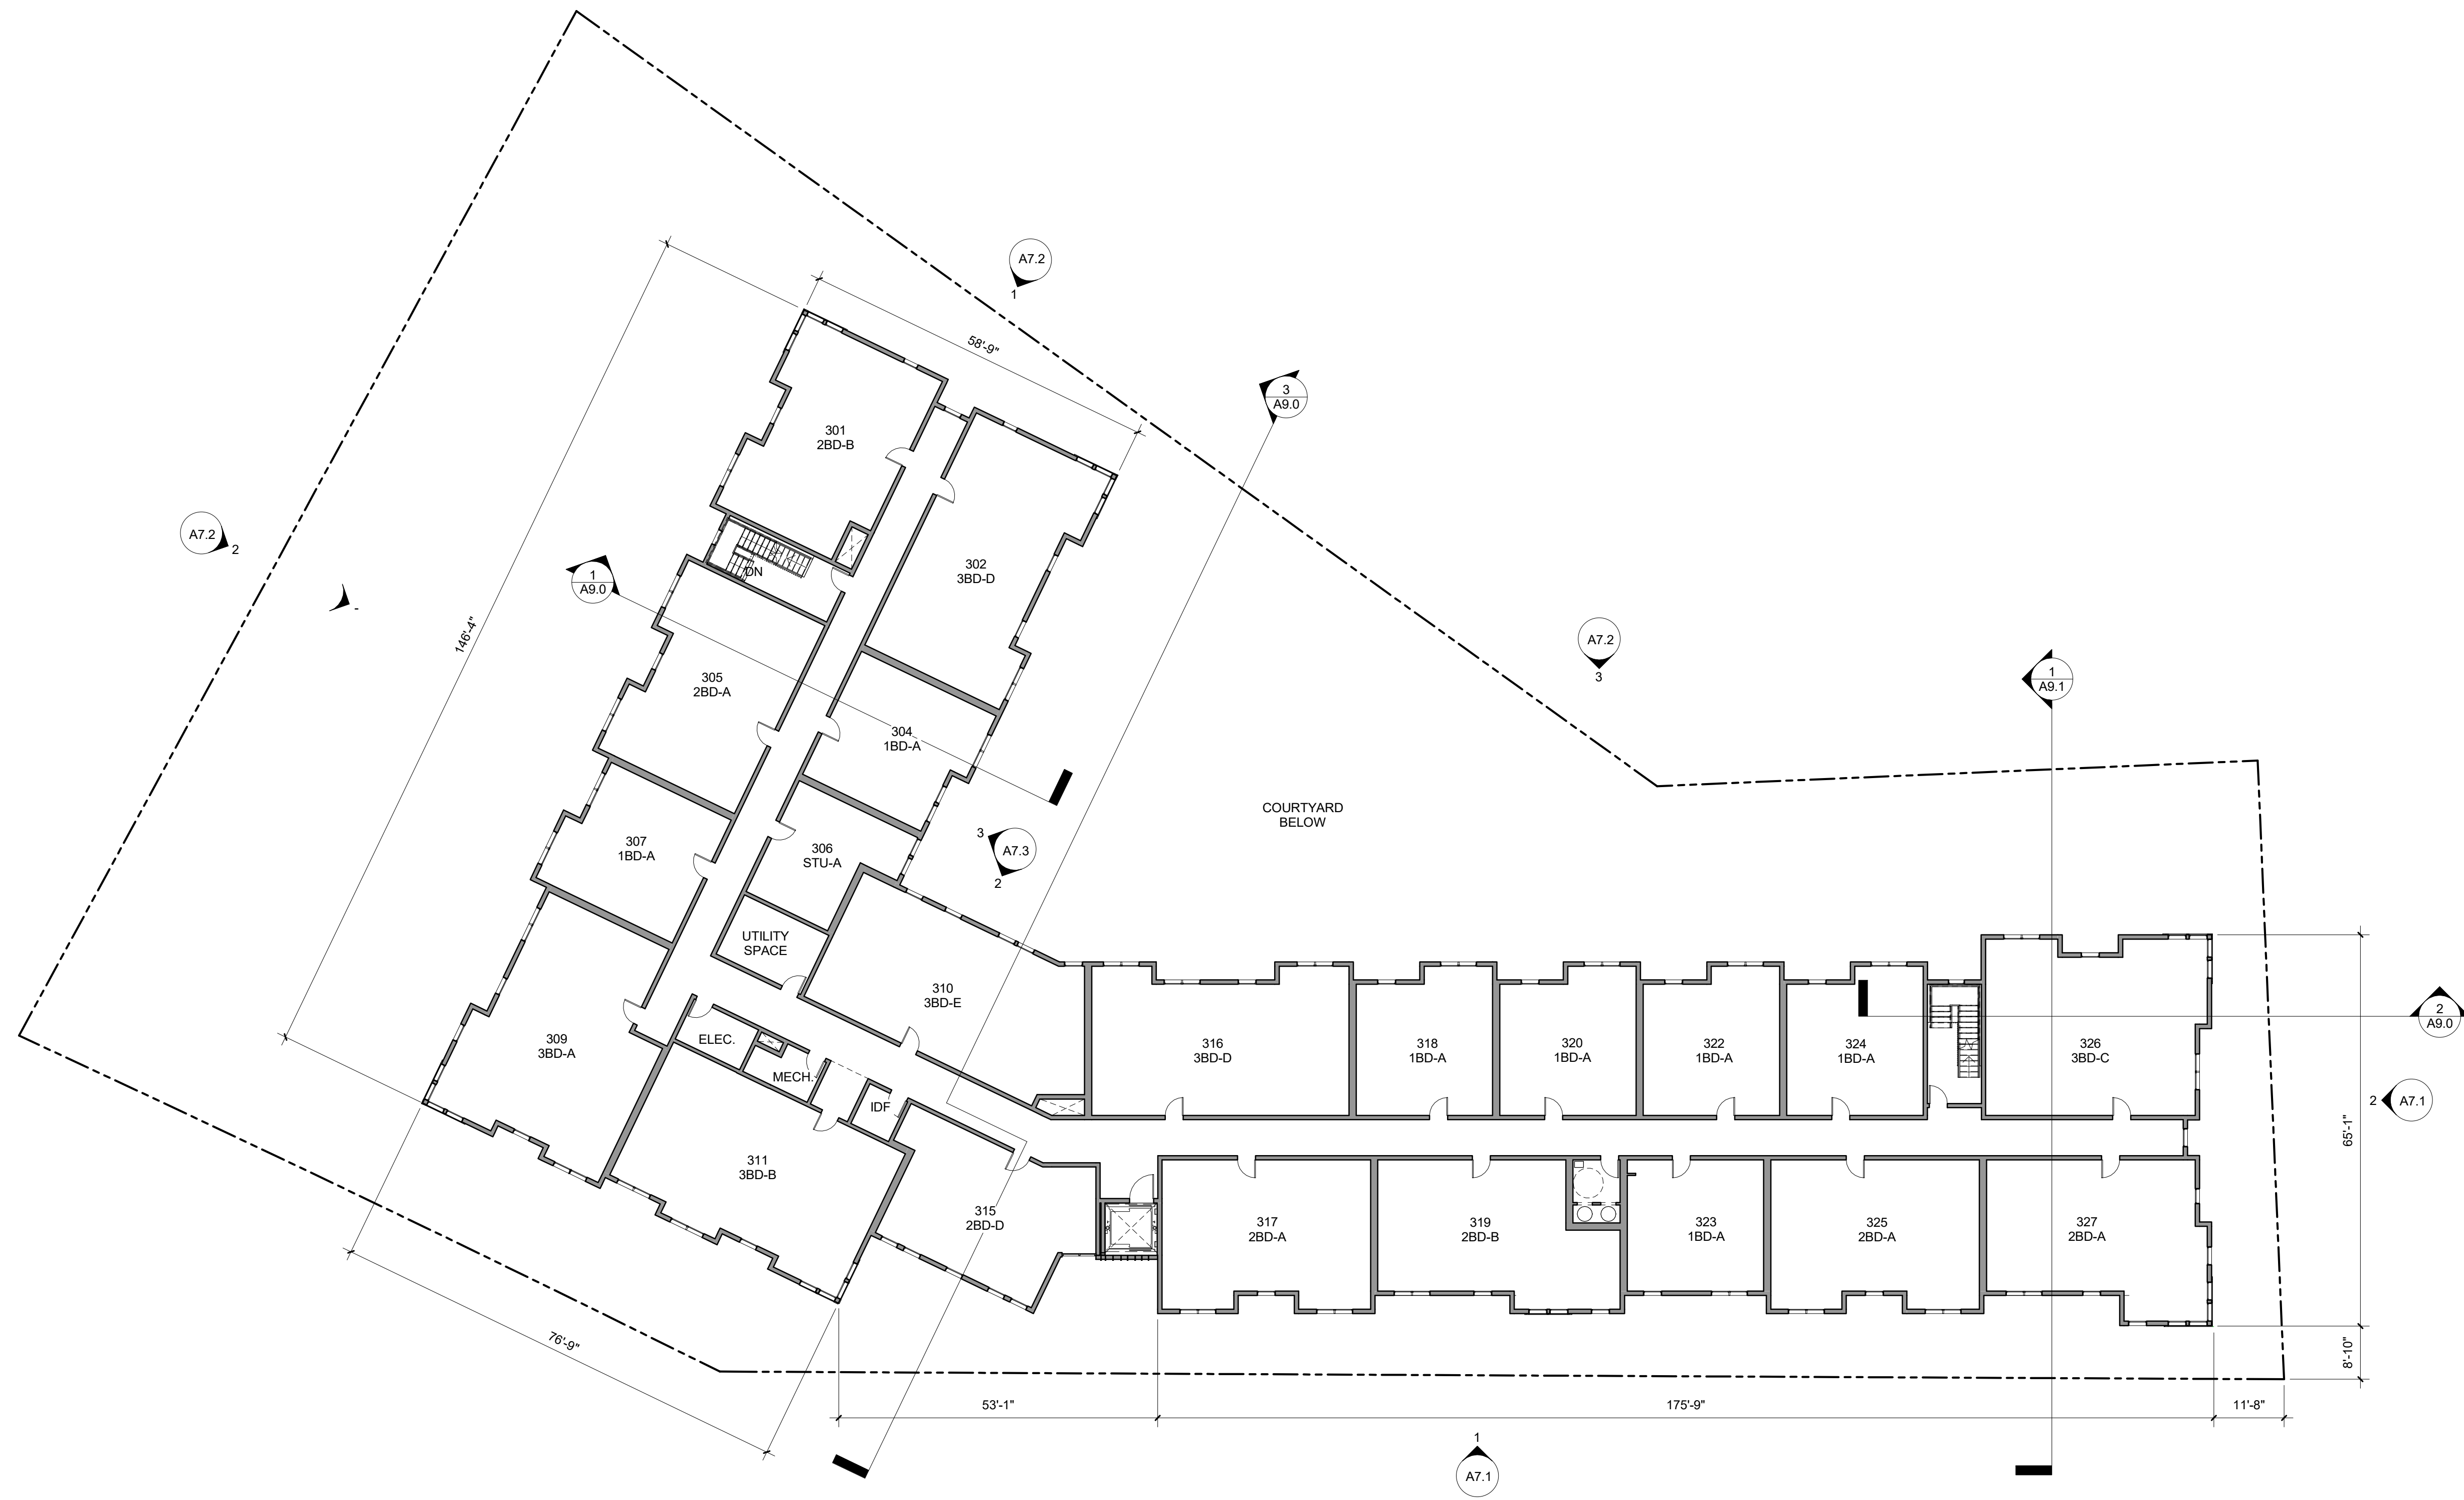 A7.2
1
58'-9"
3
A9.0
301
2BD-B
A7.2
2
DN
302
3BD-D
1
A9.0
-
146'-4"
A7.2
3
305
2BD-A
1
A9.1
304
1BD-A
COURTYARD
BELOW
307
1BD-A
306
STU-A
3
A7.3
2
UTILITY
SPACE
310
3BD-E
309
3BD-A
ELEC.
MECH.
IDF
316
3BD-D
318
1BD-A
320
1BD-A
322
1BD-A
324
1BD-A
326
3BD-C
2
A9.0
2
A7.1
65'-1"
311
3BD-B
315
2BD-D
317
2BD-A
319
2BD-B
323
1BD-A
325
2BD-A
327
2BD-A
76'-9"
8'-10"
53'-1"
175'-9"
11'-8"
1
A7.1